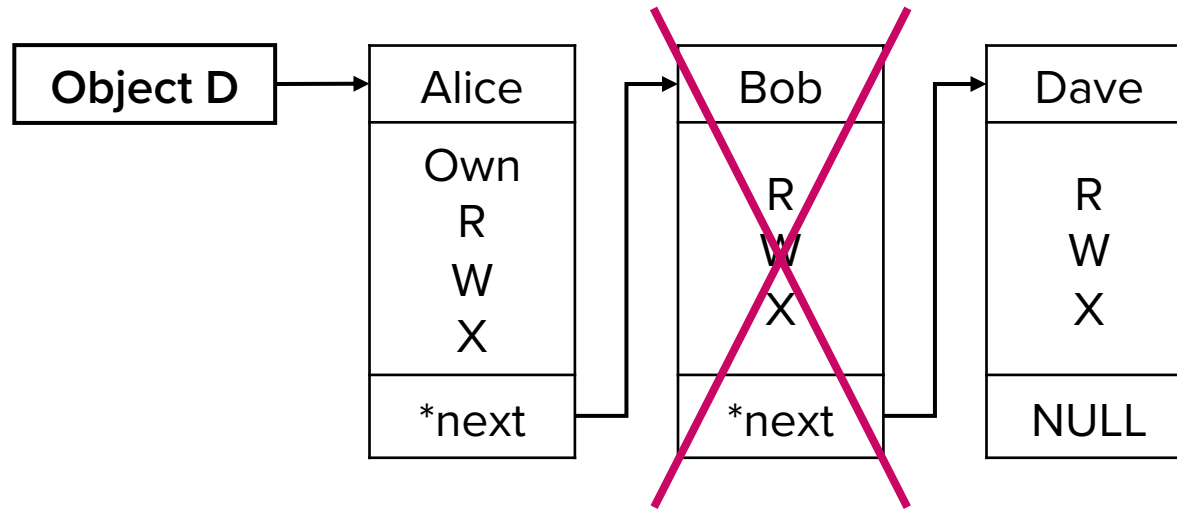 Object D
Alice
Own
R
W
X
*next
Bob
R
W
X
*next
Dave
R
W
X
NULL